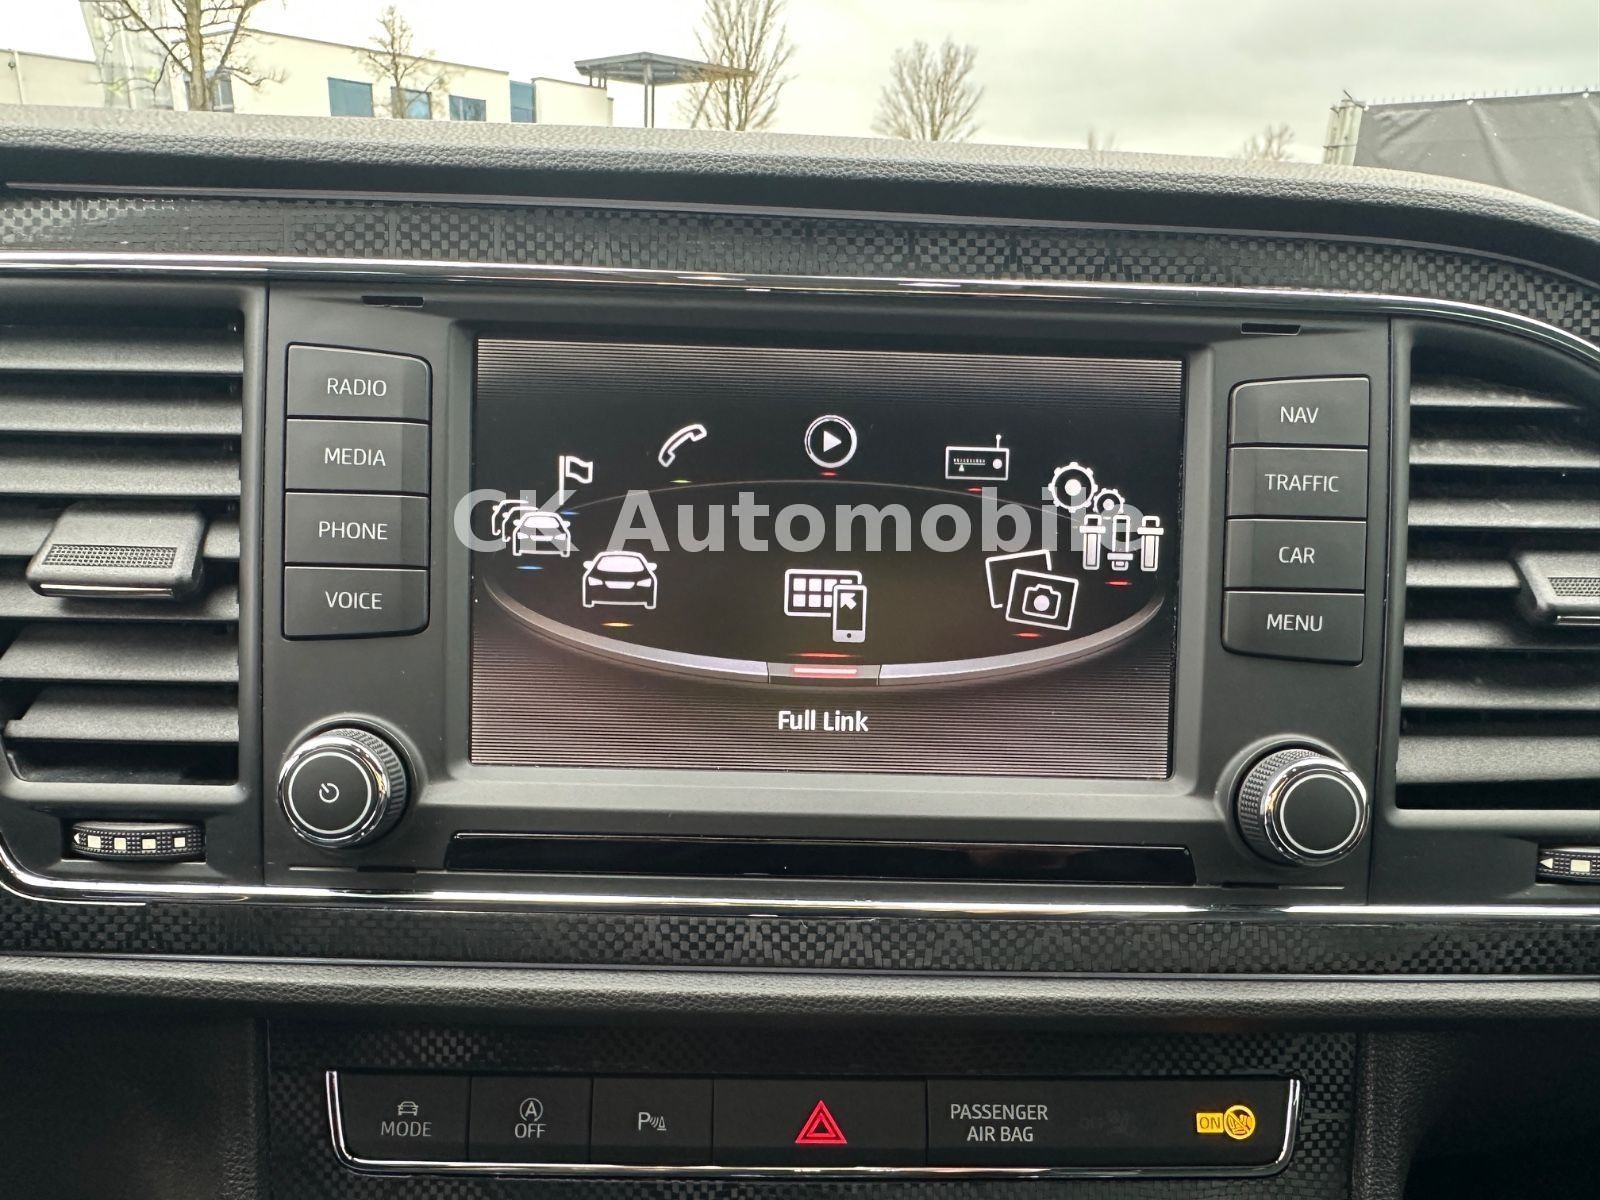 RADIO
MEDIA
PHONE
VOICE
NAV
TRAFFIC
CAR
MENU
CK Automobile
Full Link
MODE
A
OFF
P
PASSENGER
AIR BAG
ON